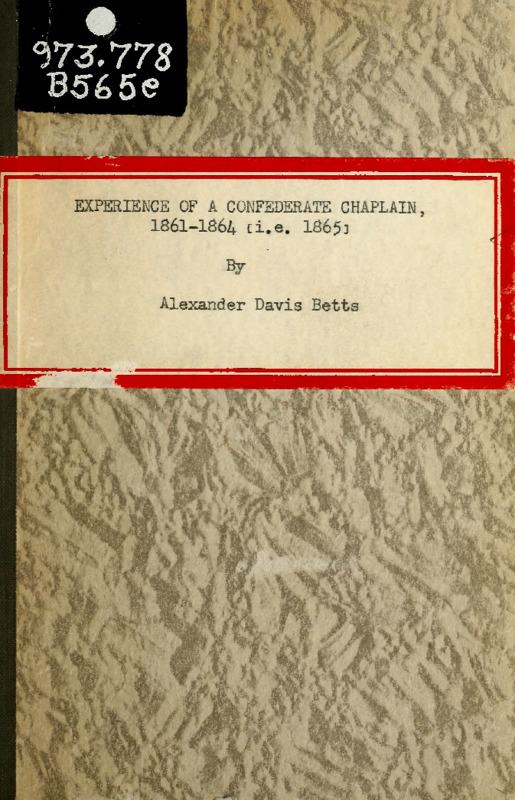 973.778
B565e
EXPERIENCE OF A CONFEDERATE CHAPLAIN,
1861-1864 [i.e. 1865]
By
Alexander Davis Betts